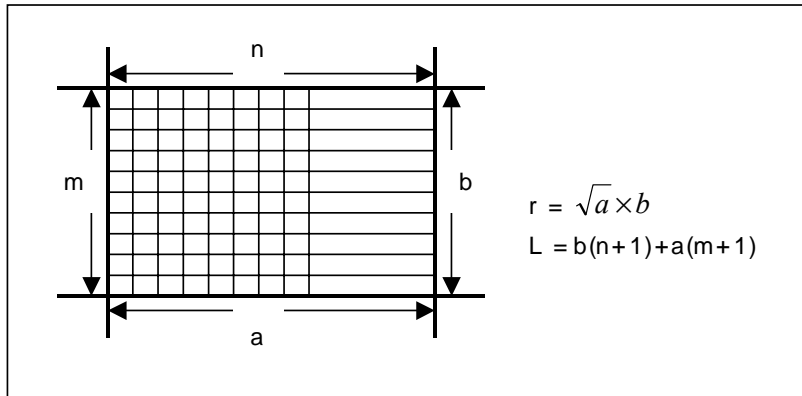 n
m
b
r = √a × b
L = b(n+1)+a(m+1)
a